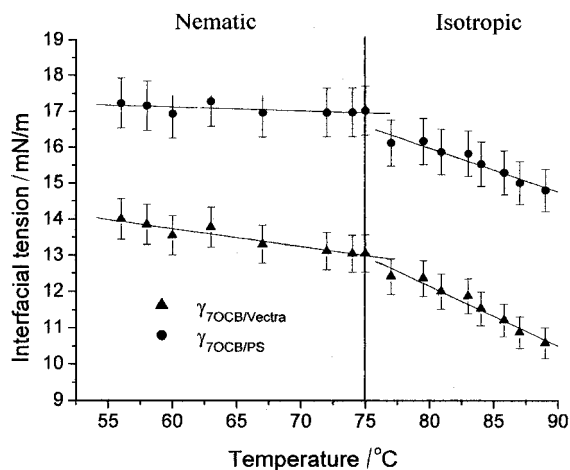 Nematic Isotropic
19
18
17
16
15
14
13
12
11
10
9
Interfacial tension / mN/m
γ7OCB/Vectra
γ7OCB/PS
55 60 65 70 75 80 85 90
Temperature /°C